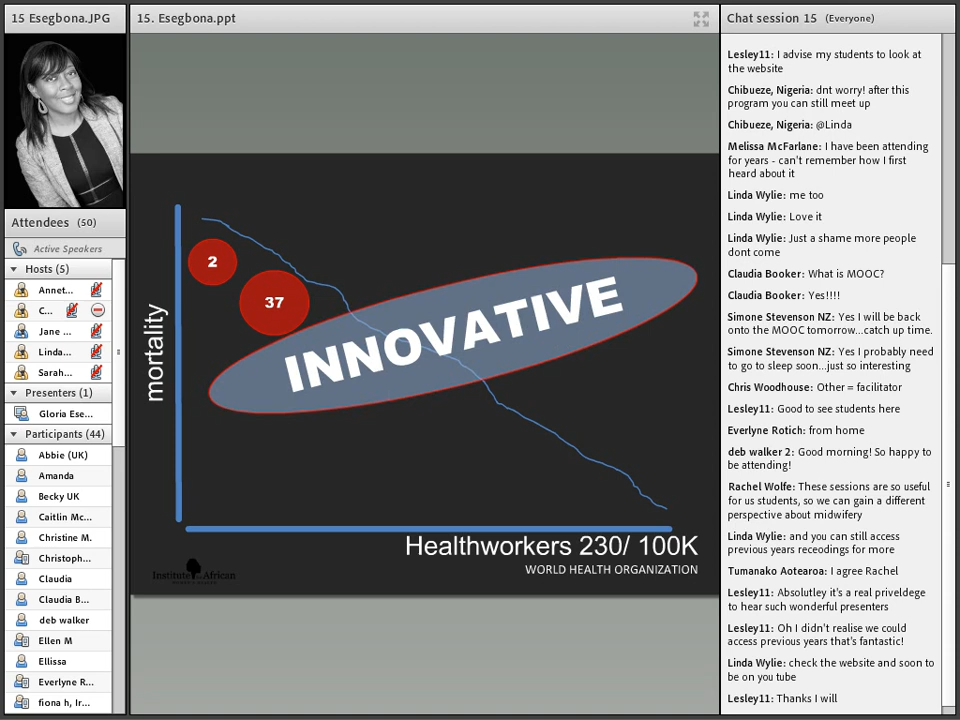 15 Esegbona.JPG
Attendees (50)
Active Speakers
Hosts (5)
Annet...
C...
Jane ...
Linda...
Sarah...
Presenters (1)
Gloria Ese...
Participants (44)
Abbie (UK)
Amanda
Becky UK
Caitlin Mc...
Christine M.
Christoph...
Claudia
Claudia B...
deb walker
Ellen M
Ellissa
Everlyne R...
fiona h, Ir...
15. Esegbona.ppt
mortality
2
37
INNOVATIVE
Healthworkers 230/ 100K
WORLD HEALTH ORGANIZATION
Institute of African
Chat session 15 (Everyone)
Lesley11: I advise my students to look at
the website
Chibueze, Nigeria: dnt worry! after this
program you can still meet up
Chibueze, Nigeria: @Linda
Melissa McFarlane: I have been attending
for years - can't remember how I first
heard about it
Linda Wylie: me too
Linda Wylie: Love it
Linda Wylie: Just a shame more people
dont come
Claudia Booker: What is MOOC?
Claudia Booker: Yes!!!!
Simone Stevenson NZ: Yes I will be back
onto the MOOC tomorrow...catch up time.
Simone Stevenson NZ: Yes I probably need
to go to sleep soon...just so interesting
Chris Woodhouse: Other = facilitator
Lesley11: Good to see students here
Everlyne Rotich: from home
deb walker 2: Good morning! So happy to
be attending!
Rachel Wolfe: These sessions are so useful
for us students, so we can gain a different
perspective about midwifery
Linda Wylie: and you can still access
previous years receodings for more
Tumanako Aotearoa: I agree Rachel
Lesley11: Absolutley it's a real priveldege
to hear such wonderful presenters
Lesley11: Oh I didn't realise we could
access previous years that's fantastic!
Linda Wylie: check the website and soon to
be on you tube
Lesley11: Thanks I will